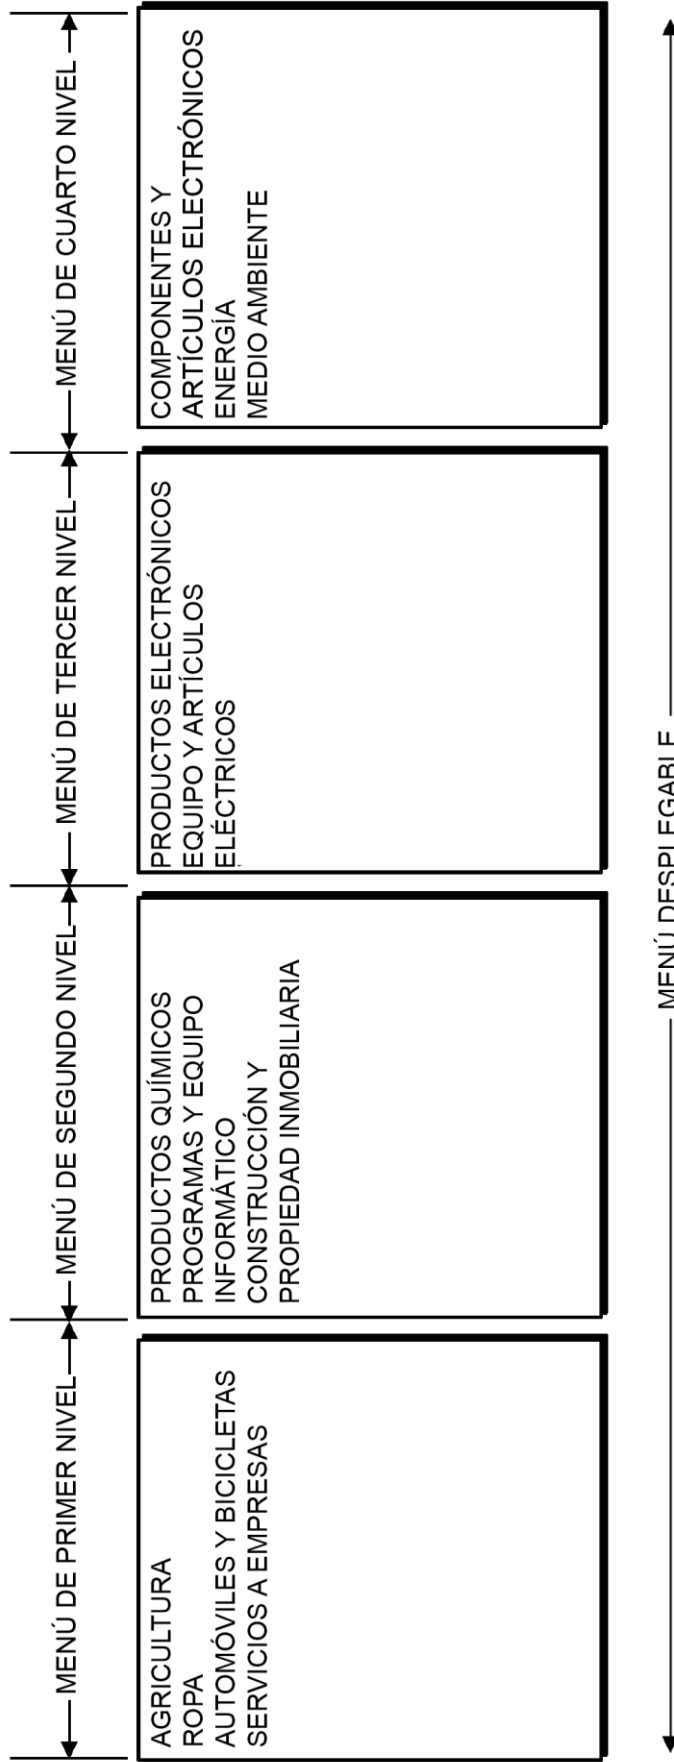 MENÚ DE PRIMER NIVEL
AGRICULTURA
ROPA
AUTOMÓVILES Y BICICLETAS
SERVICIOS A EMPRESAS
MENÚ DE SEGUNDO NIVEL
PRODUCTOS QUÍMICOS
PROGRAMAS Y EQUIPO
INFORMÁTICO
CONSTRUCCIÓN Y
PROPIEDAD INMOBILIARIA
MENÚ DE TERCER NIVEL
PRODUCTOS ELECTRÓNICOS
EQUIPO Y ARTÍCULOS
ELÉCTRICOS
MENÚ DE CUARTO NIVEL
COMPONENTES Y
ARTÍCULOS ELECTRÓNICOS
ENERGÍA
MEDIO AMBIENTE
MENÚ DESPLEGABLE